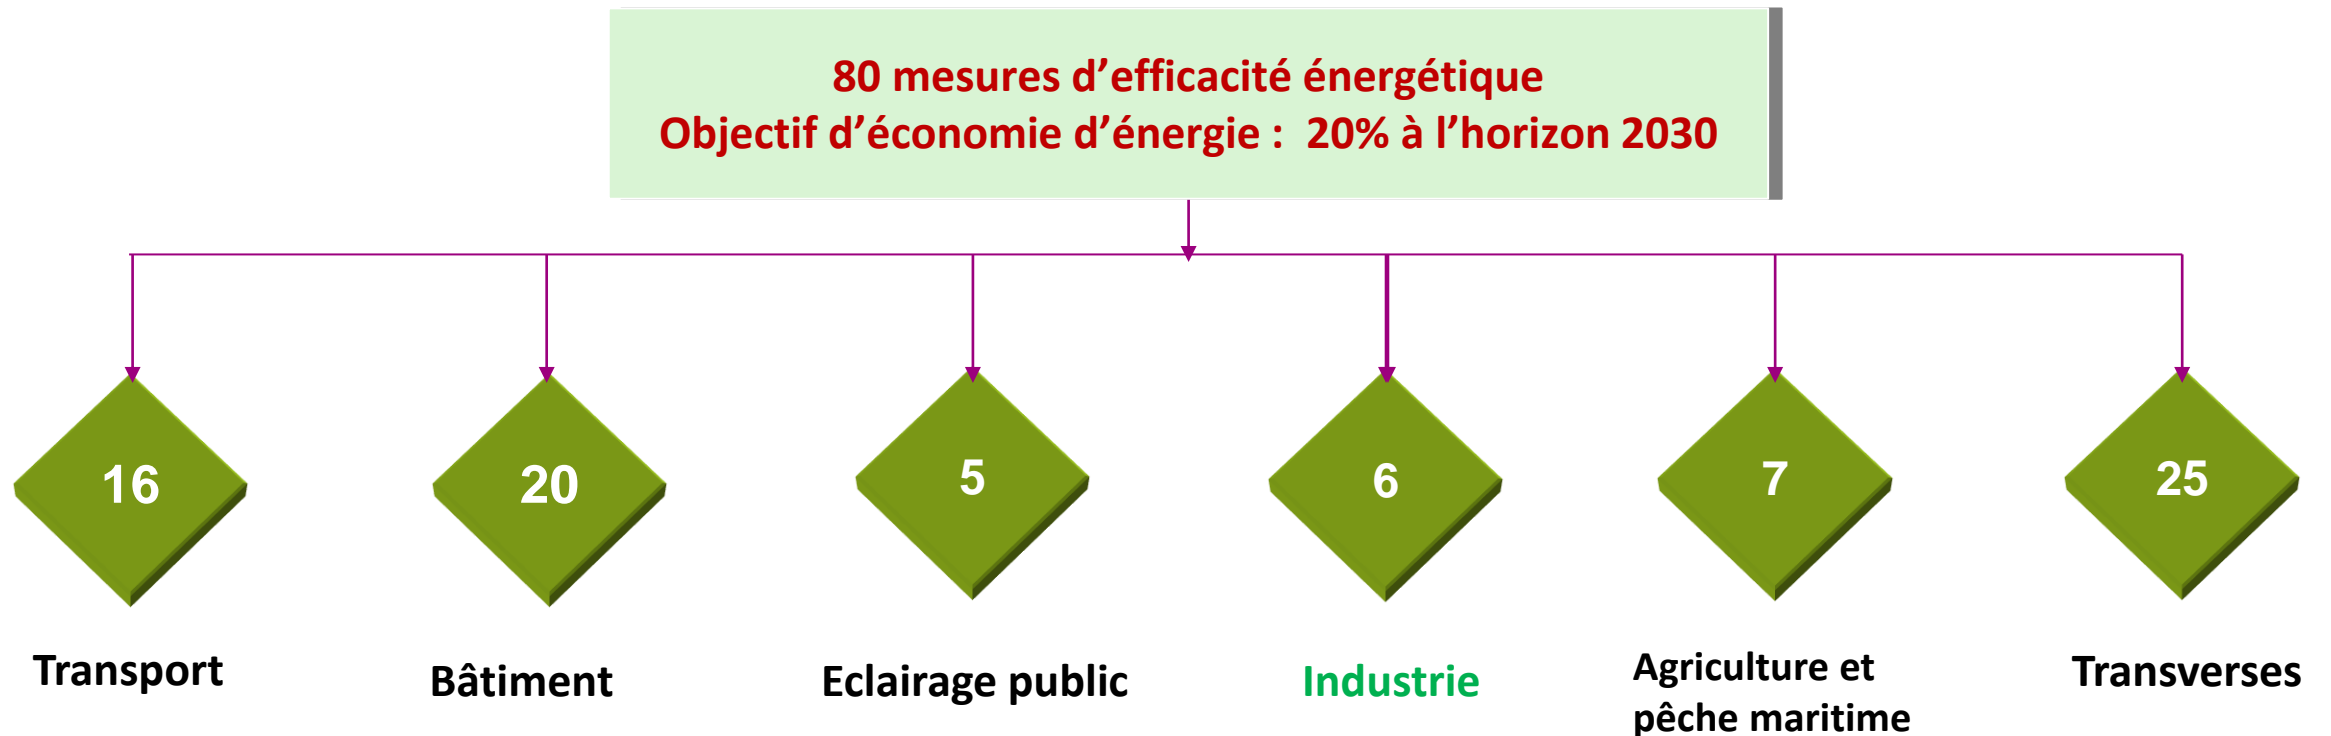 80 mesures d’efficacité énergétique
Objectif d’économie d’énergie :  20% à l’horizon 2030
16
20
5
6
7
25
Transport
Bâtiment
Eclairage public
Industrie
Agriculture et
pêche maritime
Transverses